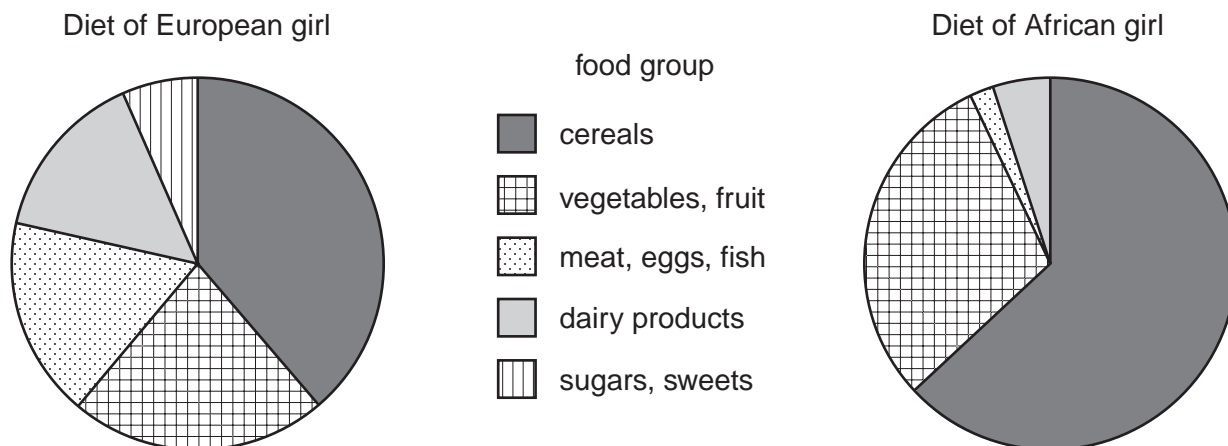 Diet of European girl
Diet of African girl
food group
cereals
vegetables, fruit
meat, eggs, fish
dairy products
sugars, sweets